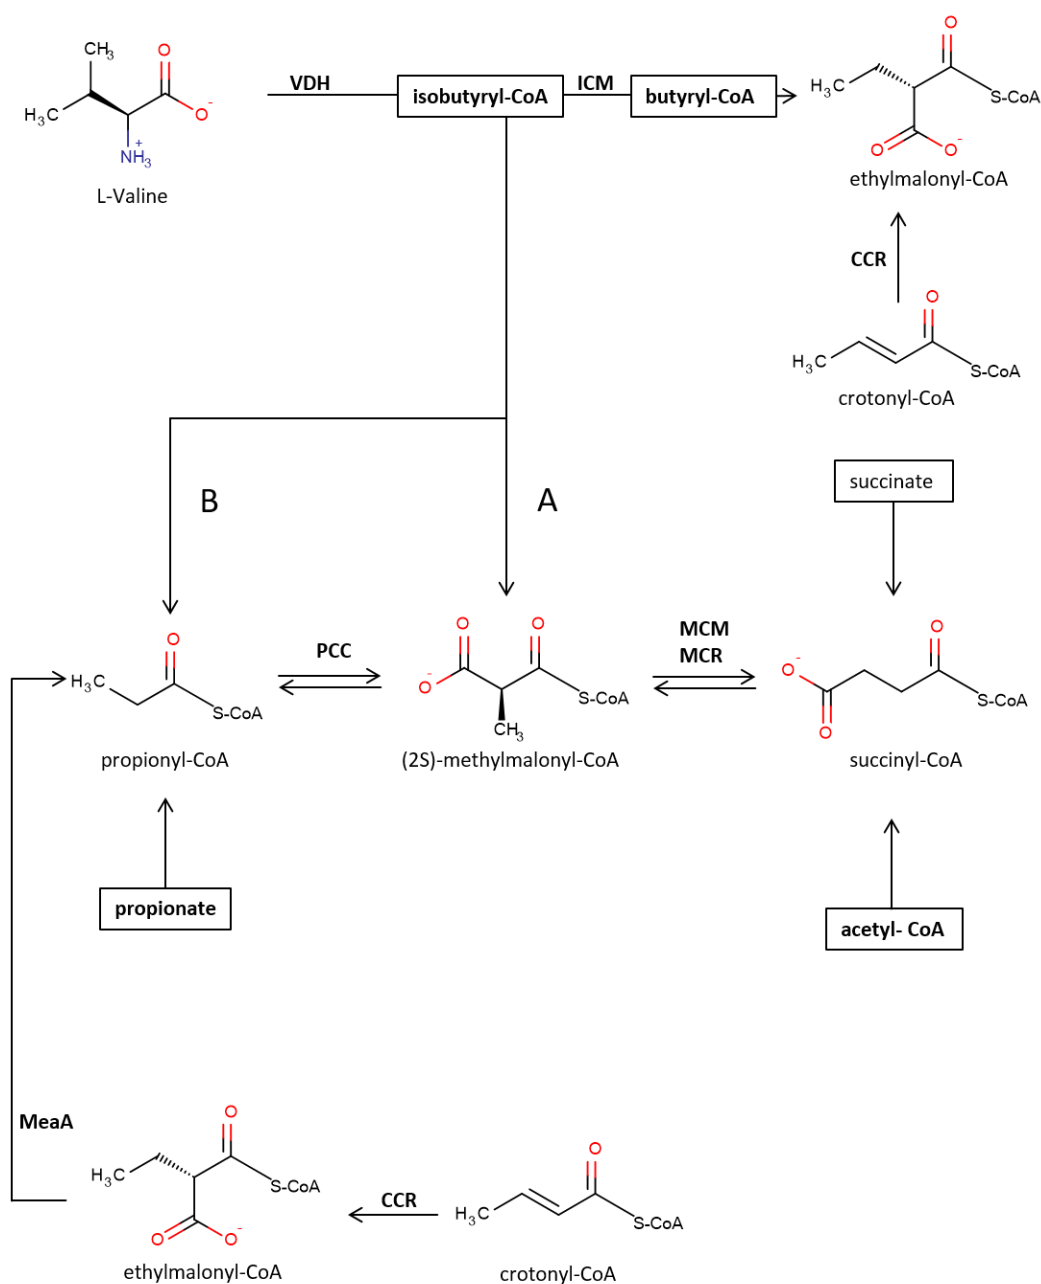 CH₃
O
H₃C
O⁻
NH₃⁺
L-Valine
VDH
isobutyryl-CoA
ICM
butyryl-CoA
O
H₃C
S-CoA
O
O⁻
ethylmalonyl-CoA
CCR
O
H₃C
S-CoA
crotonyl-CoA
succinate
B
A
O
H₃C
S-CoA
propionyl-CoA
PCC
O
O
O⁻
S-CoA
CH₃
(2S)-methylmalonyl-CoA
MCM
MCR
O
O⁻
S-CoA
O
succinyl-CoA
propionate
acetyl- CoA
MeaA
O
H₃C
S-CoA
O
O⁻
ethylmalonyl-CoA
CCR
O
H₃C
S-CoA
crotonyl-CoA